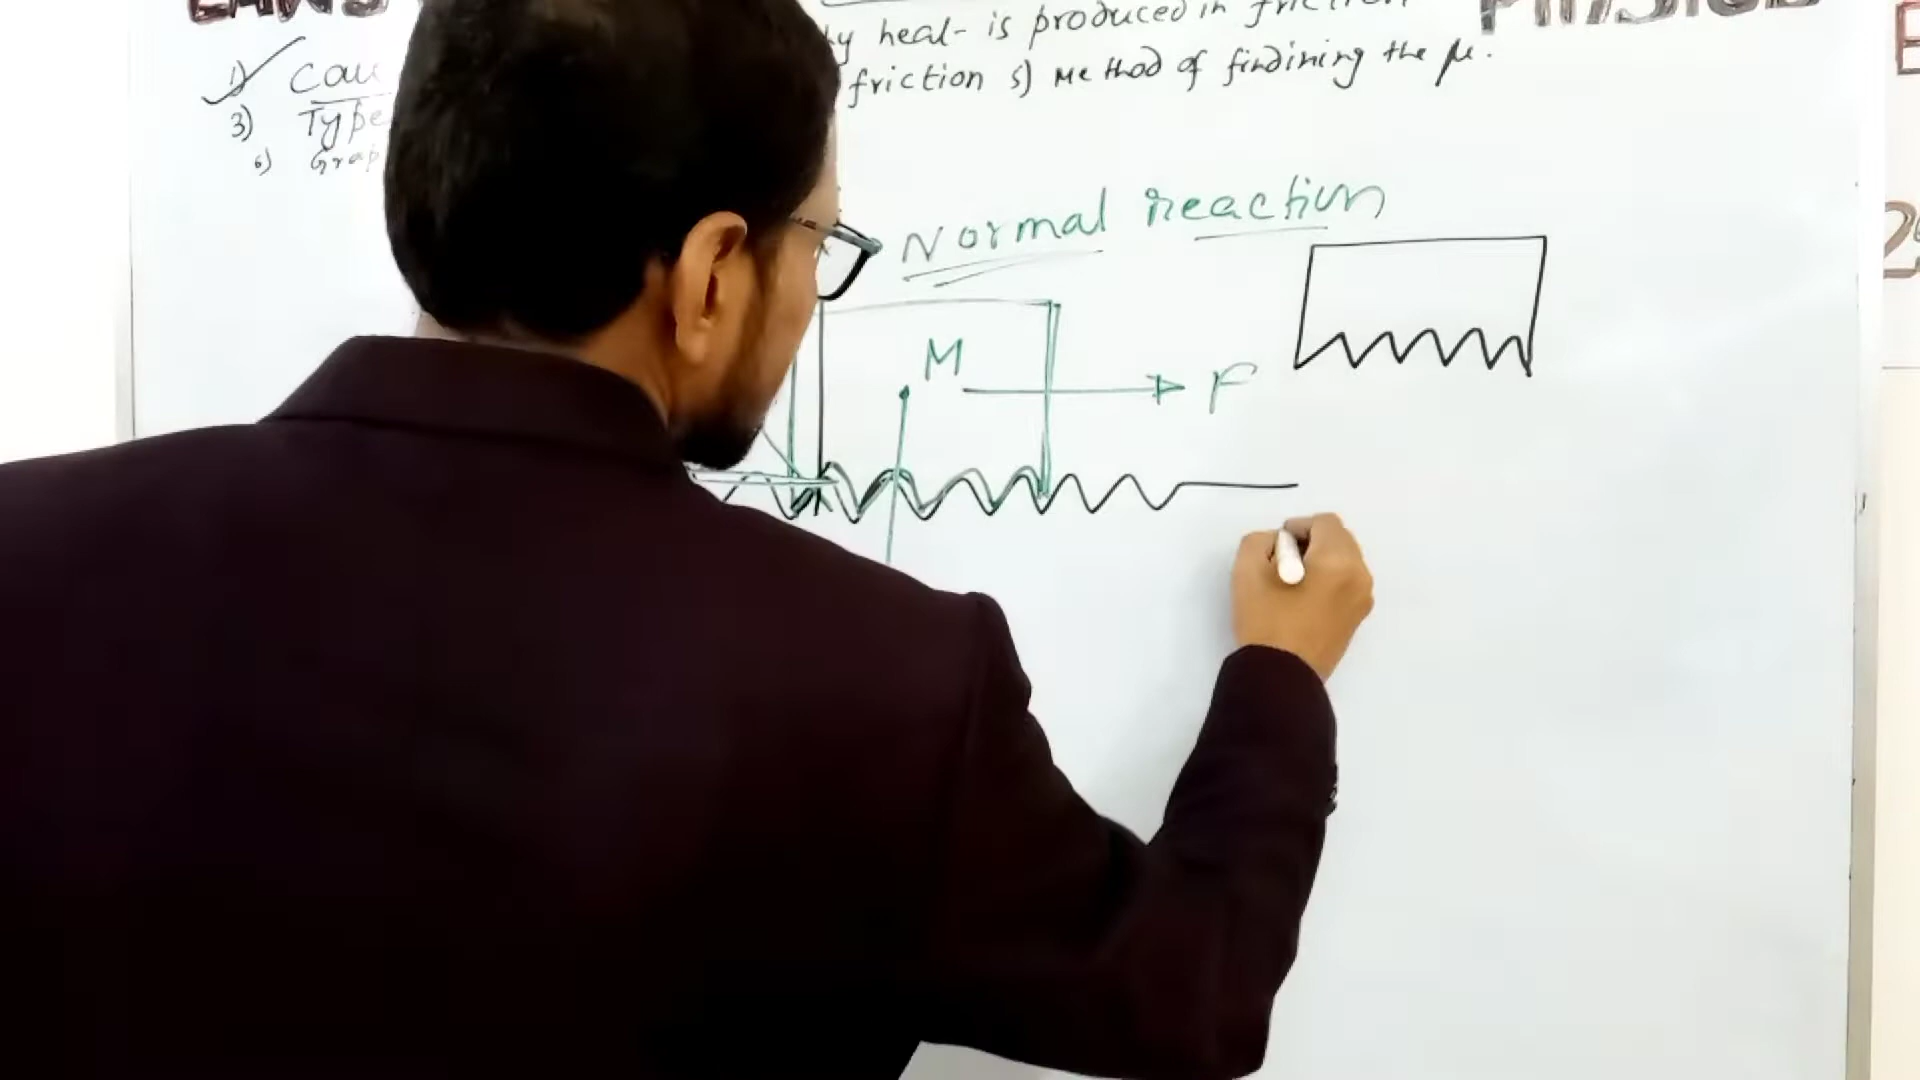 PHYSICS
y heat- is produced in friction
1) Cau
friction 5) Method of findining the μ.
3) Type
6) Grap
Normal reaction
M
F